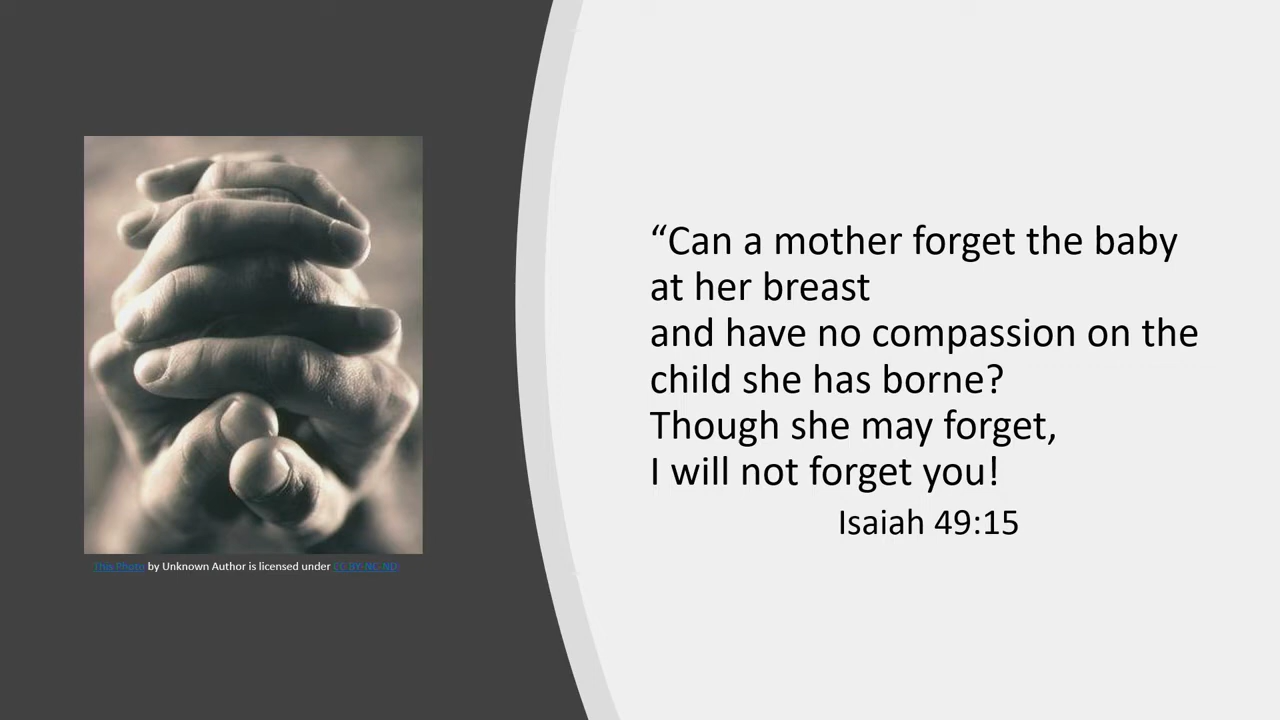 “Can a mother forget the baby
at her breast
and have no compassion on the
child she has borne?
Though she may forget,
I will not forget you!
Isaiah 49:15
This Photo by Unknown Author is licensed under CC BY-NC-ND